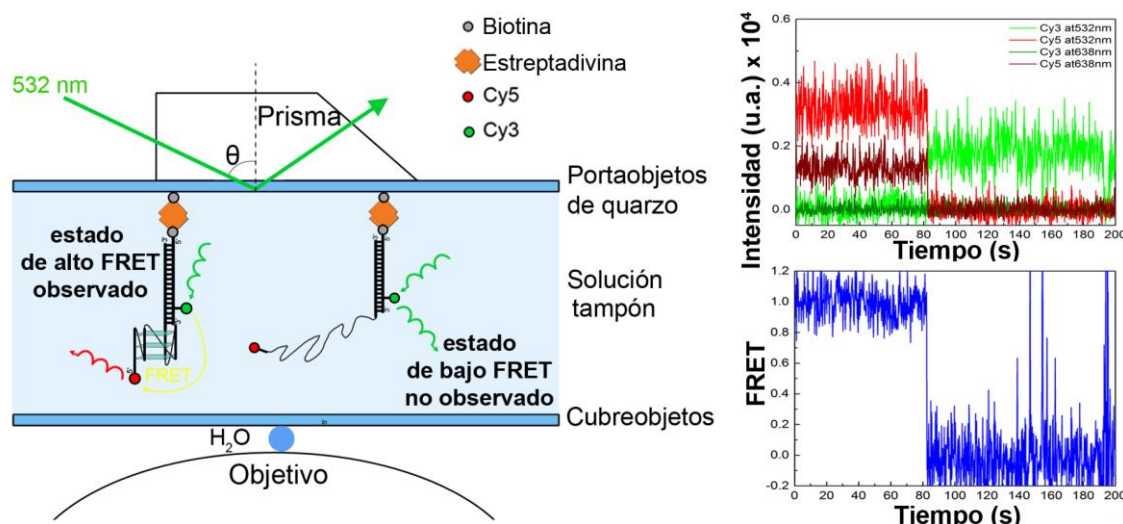 Biotina
Estreptadivina
Cy5
Cy3
532 nm
Prisma
θ
Portaobjetos
de quarzo
estado
de alto FRET
observado
Solución
tampón
FRET
estado
de bajo FRET
no observado
Cubreobjetos
H₂O
Objetivo
Intensidad (u.a.) x 10⁴
0.6
0.4
0.2
0.0
Cy3 at532nm
Cy5 at532nm
Cy3 at638nm
Cy5 at638nm
0 20 40 60 80 100 120 140 160 180 200
Tiempo (s)
FRET
1.2
1.0
0.8
0.6
0.4
0.2
0.0
0 20 40 60 80 100 120 140 160 180 200
Tiempo (s)